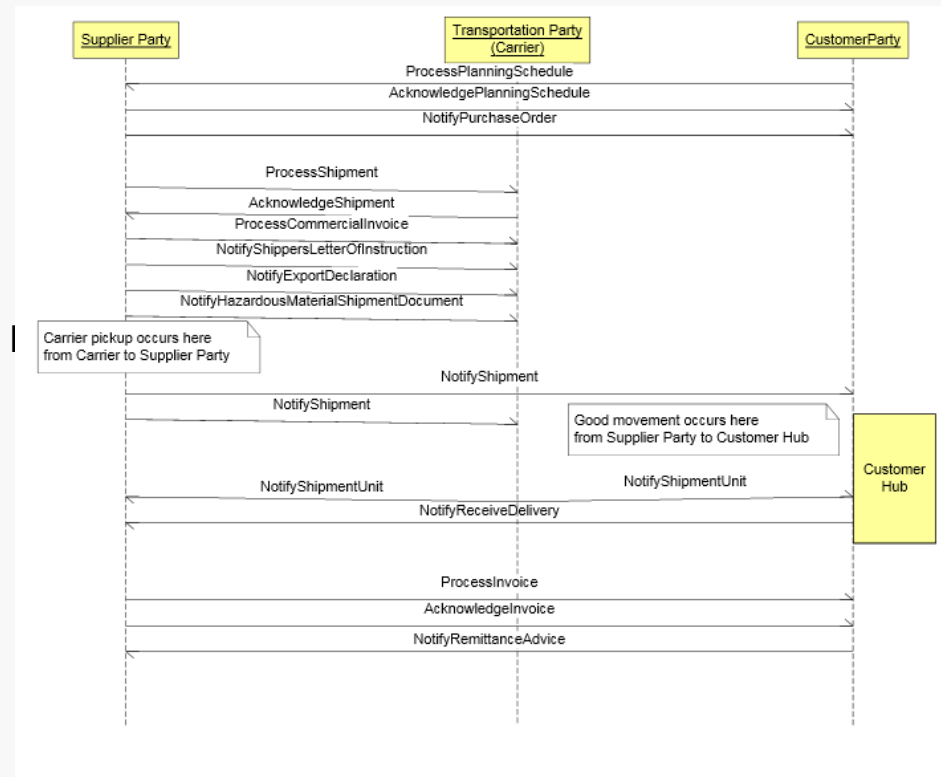 Supplier Party
Transportation Party
(Carrier)
CustomerParty
ProcessPlanningSchedule
AcknowledgePlanningSchedule
NotifyPurchaseOrder
ProcessShipment
AcknowledgeShipment
ProcessCommercialInvoice
NotifyShippersLetterOfInstruction
NotifyExportDeclaration
NotifyHazardousMaterialShipmentDocument
Carrier pickup occurs here
from Carrier to Supplier Party
NotifyShipment
NotifyShipment
Good movement occurs here
from Supplier Party to Customer Hub
Customer
Hub
NotifyShipmentUnit
NotifyShipmentUnit
NotifyReceiveDelivery
ProcessInvoice
AcknowledgeInvoice
NotifyRemittanceAdvice